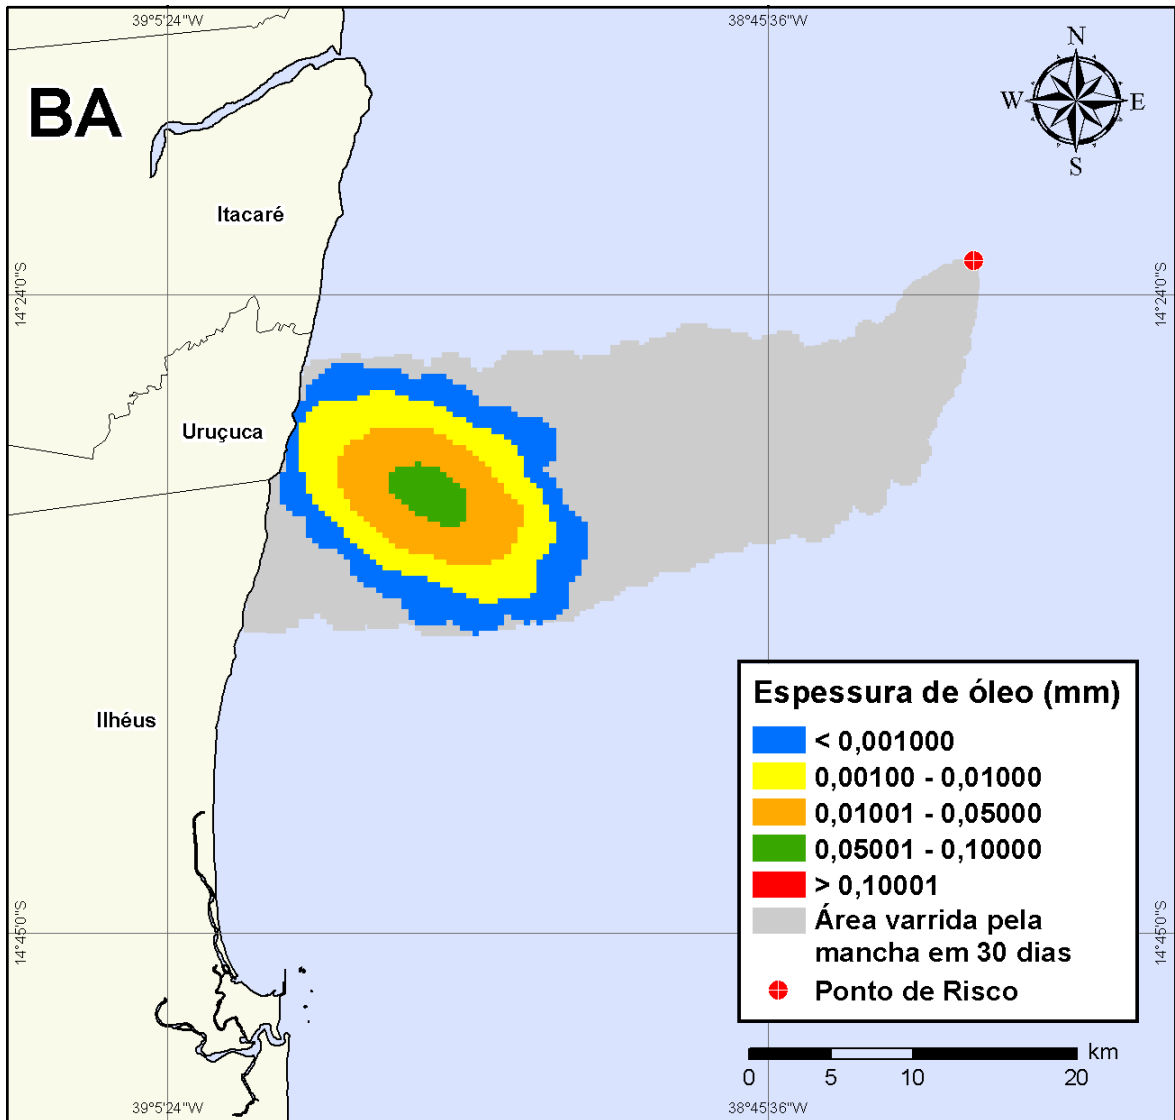 39°5'24"W
38°45'36"W
BA
N
W
E
S
Itacaré
14°24'0"S
14°24'0"S
Uruçuca
Ilhéus
Espessura de óleo (mm)
< 0,001000
0,00100 - 0,01000
0,01001 - 0,05000
0,05001 - 0,10000
> 0,10001
Área varrida pela
mancha em 30 dias
Ponto de Risco
14°45'0"S
14°45'0"S
km
0 5 10 20
39°5'24"W
38°45'36"W